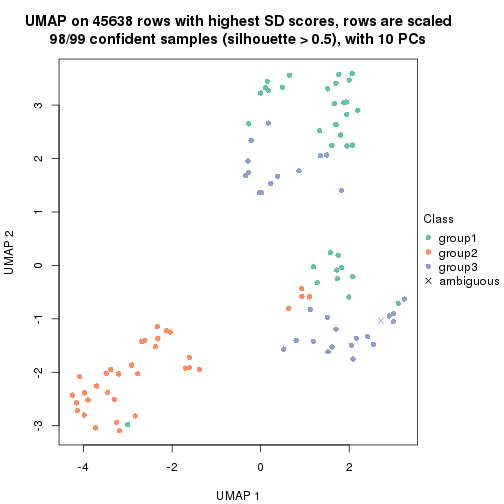 UMAP on 45638 rows with highest SD scores, rows are scaled
98/99 confident samples (silhouette > 0.5), with 10 PCs
3
2
1
0
-1
-2
-3
UMAP 2
-4
-2
0
2
UMAP 1
Class
group1
group2
group3
ambiguous